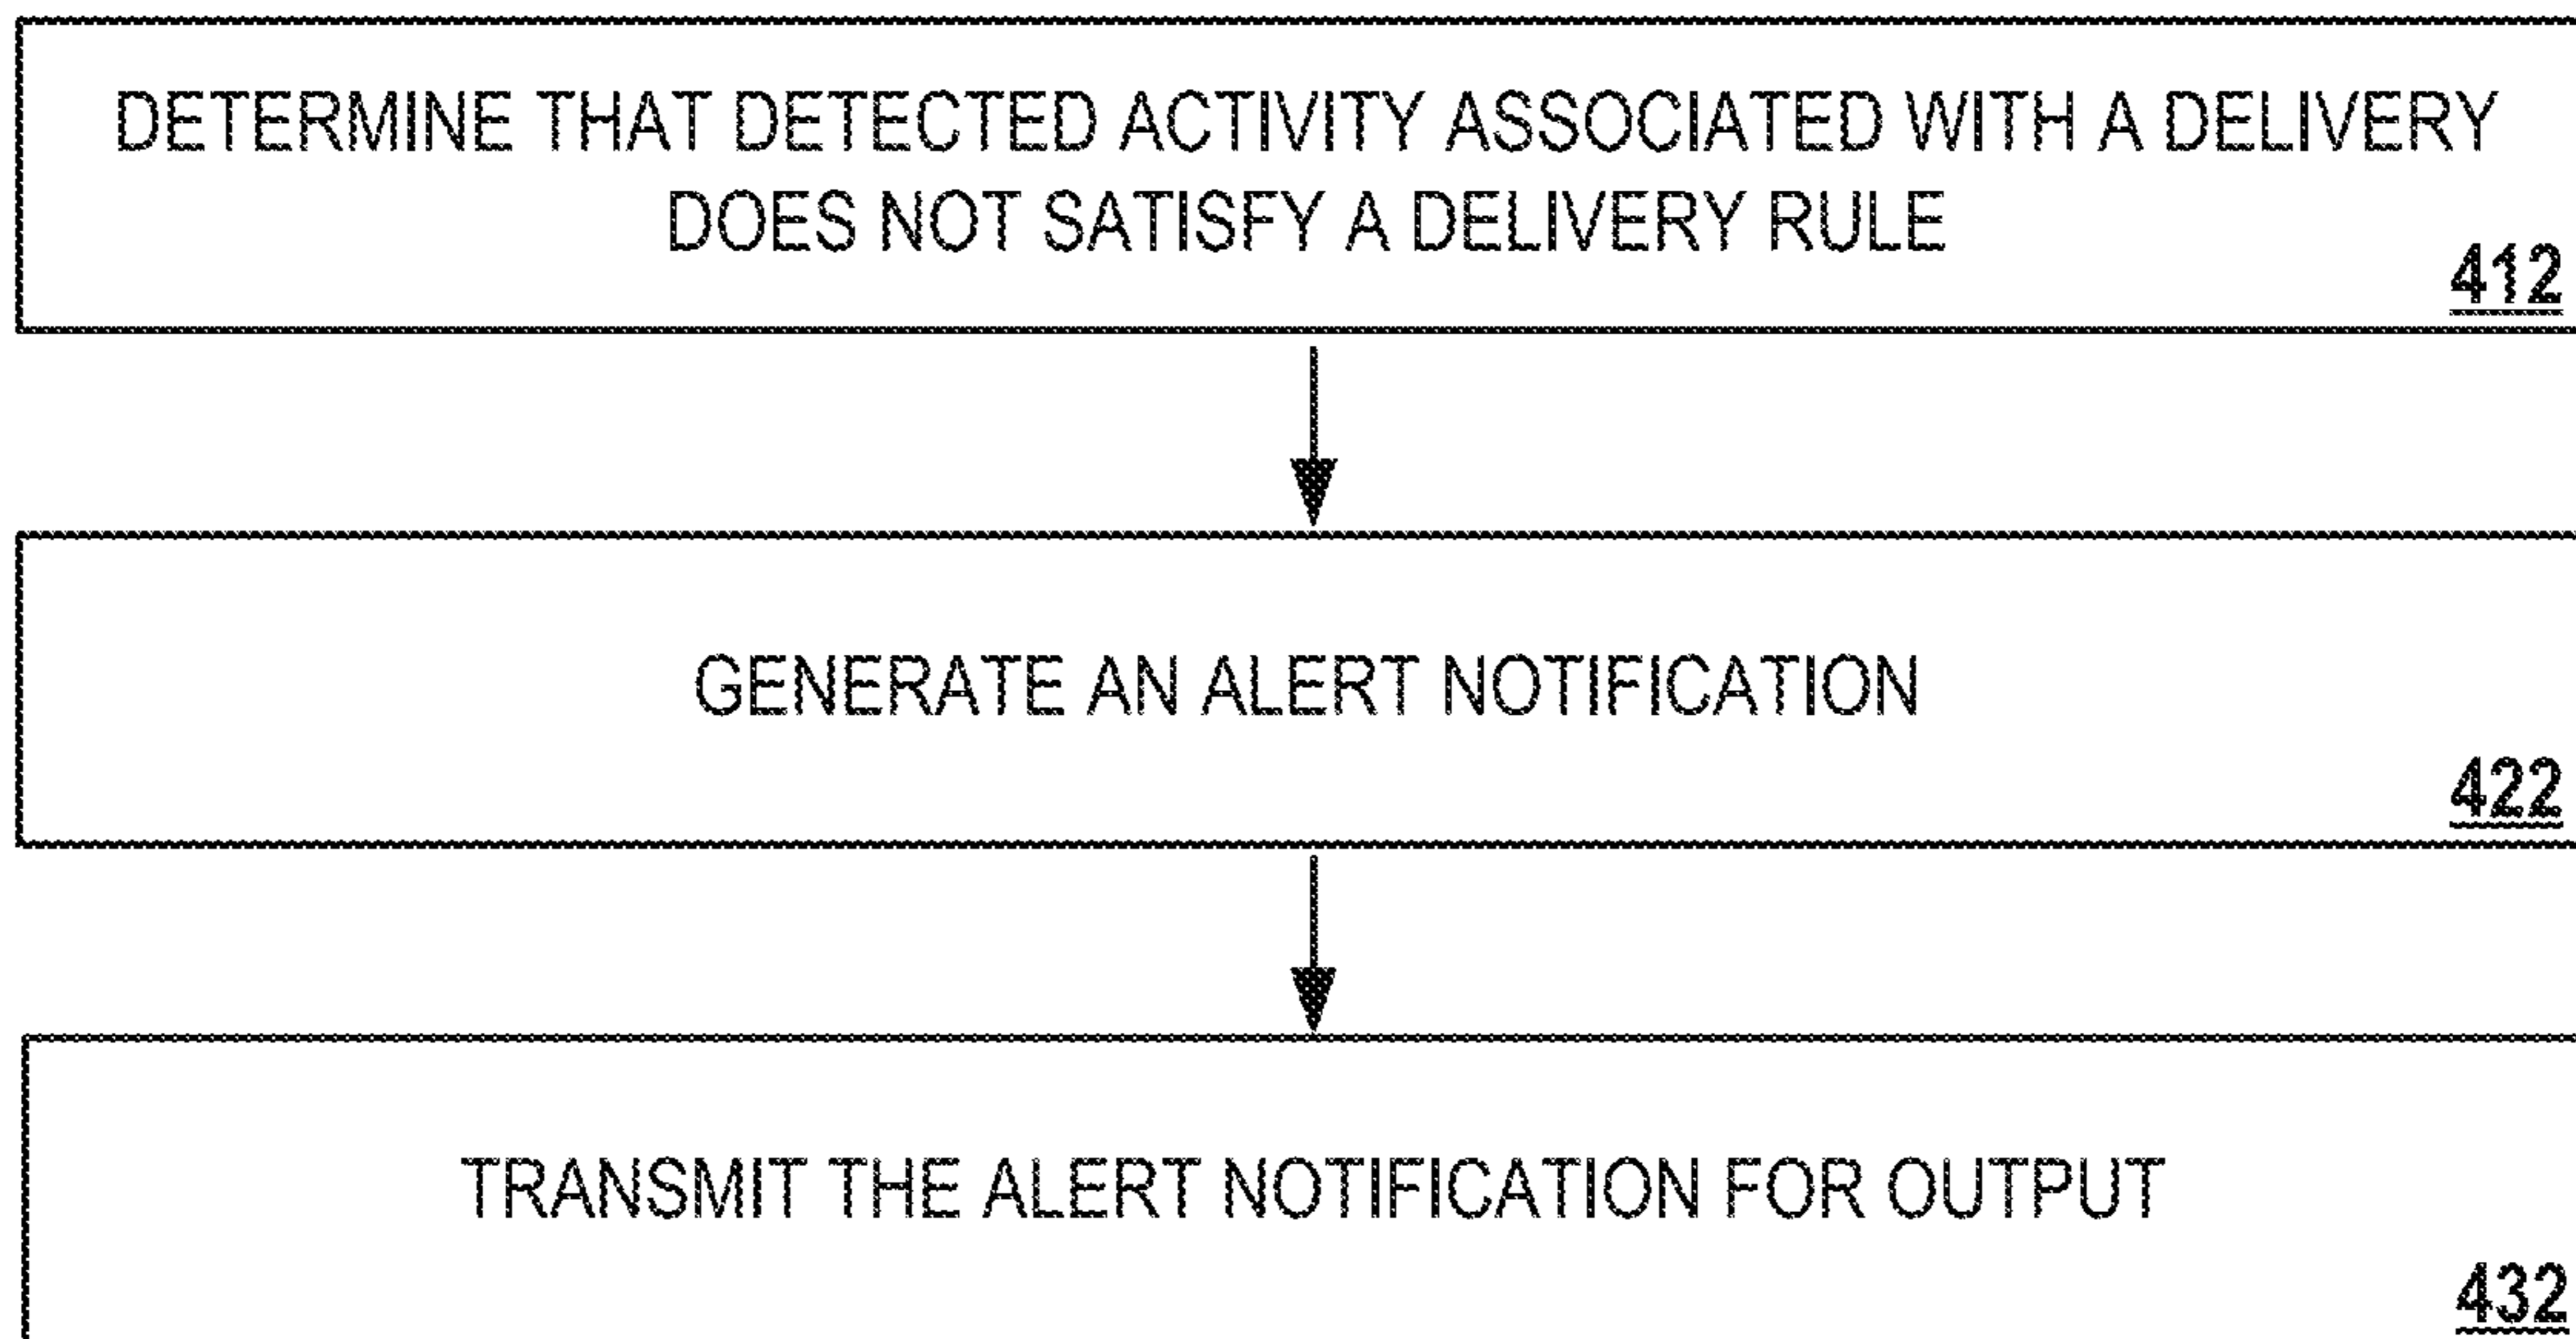 DETERMINE THAT DETECTED ACTIVITY ASSOCIATED WITH A DELIVERY
DOES NOT SATISFY A DELIVERY RULE
412
GENERATE AN ALERT NOTIFICATION
422
TRANSMIT THE ALERT NOTIFICATION FOR OUTPUT
432